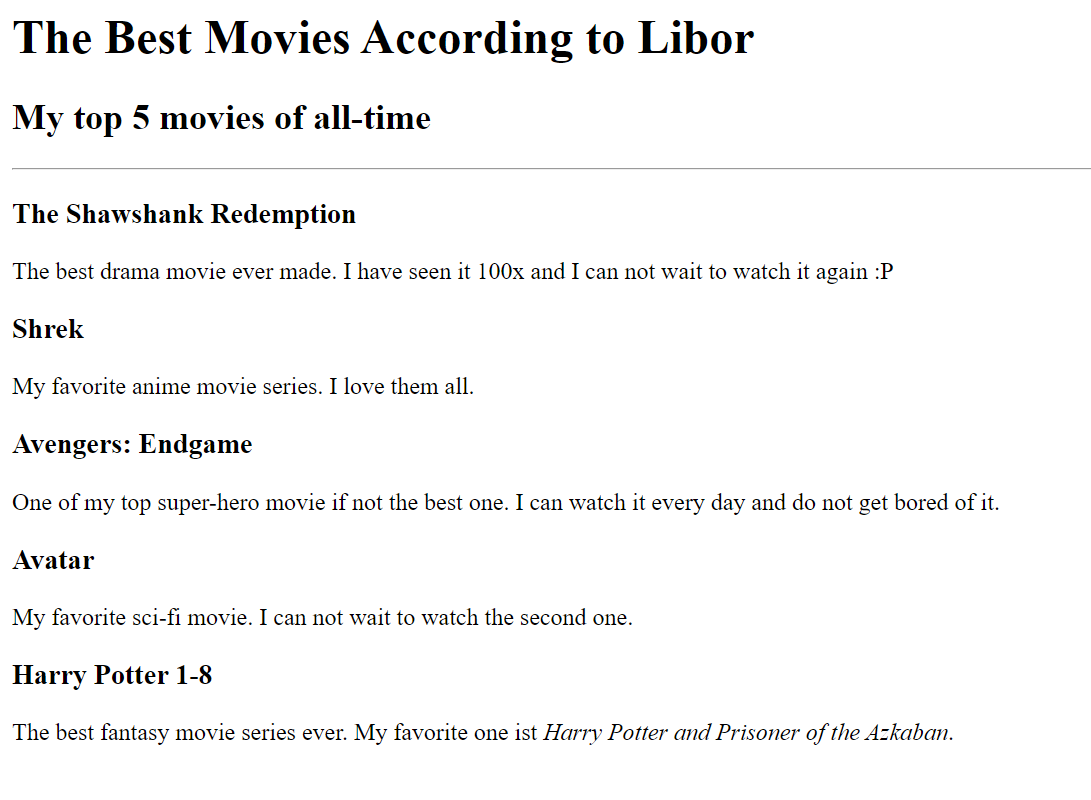 The Best Movies According to Libor
My top 5 movies of all-time
The Shawshank Redemption
The best drama movie ever made. I have seen it 100x and I can not wait to watch it again :P
Shrek
My favorite anime movie series. I love them all.
Avengers: Endgame
One of my top super-hero movie if not the best one. I can watch it every day and do not get bored of it.
Avatar
My favorite sci-fi movie. I can not wait to watch the second one.
Harry Potter 1-8
The best fantasy movie series ever. My favorite one ist Harry Potter and Prisoner of the Azkaban.